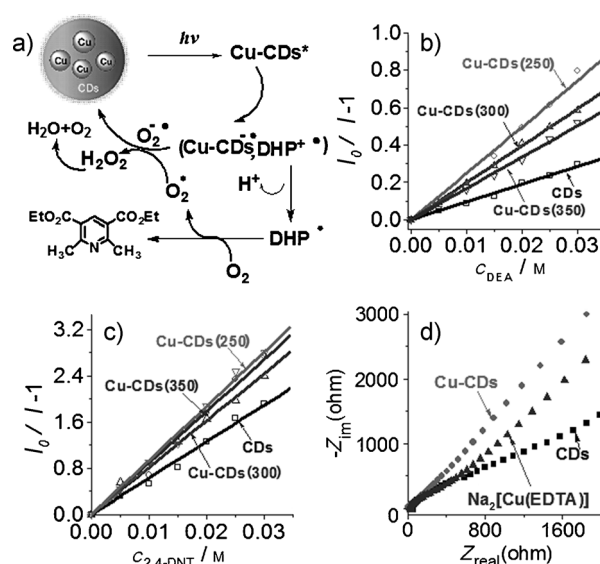 a)
Cu
Cu
Cu
Cu
CDs
hν
Cu-CDs*
H₂O+O₂
H₂O₂
O₂⁻•
(Cu-CDs⁻•,DHP⁺•)
H⁺
O₂*
DHP•
O₂
EtO₂C
CO₂Et
H₃C
N
CH₃
b)
I₀ / I -1
1.0
0.8
0.6
0.4
0.2
0.0
Cu-CDs(250)
Cu-CDs(300)
Cu-CDs(350)
CDs
0.00
0.01
0.02
0.03
c DEA / M
c)
I₀ / I -1
3.2
2.4
1.6
0.8
0.0
Cu-CDs(250)
Cu-CDs(350)
CDs
Cu-CDs(300)
0.00
0.01
0.02
0.03
c 2,4-DNT / M
d)
-Zim(ohm)
3000
2000
1000
0
Cu-CDs
CDs
Na₂[Cu(EDTA)]
0
800
1600
Zreal(ohm)